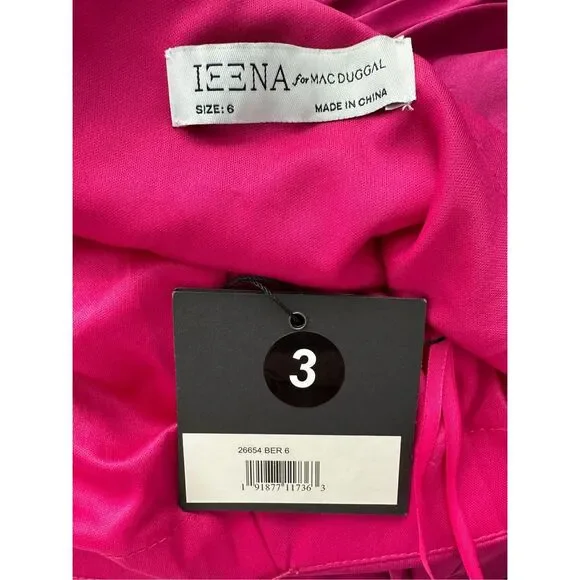 IEENA for MAC DUGGAL
SIZE: 6 MADE IN CHINA
3
26654 BER 6
1 91877 11736 3